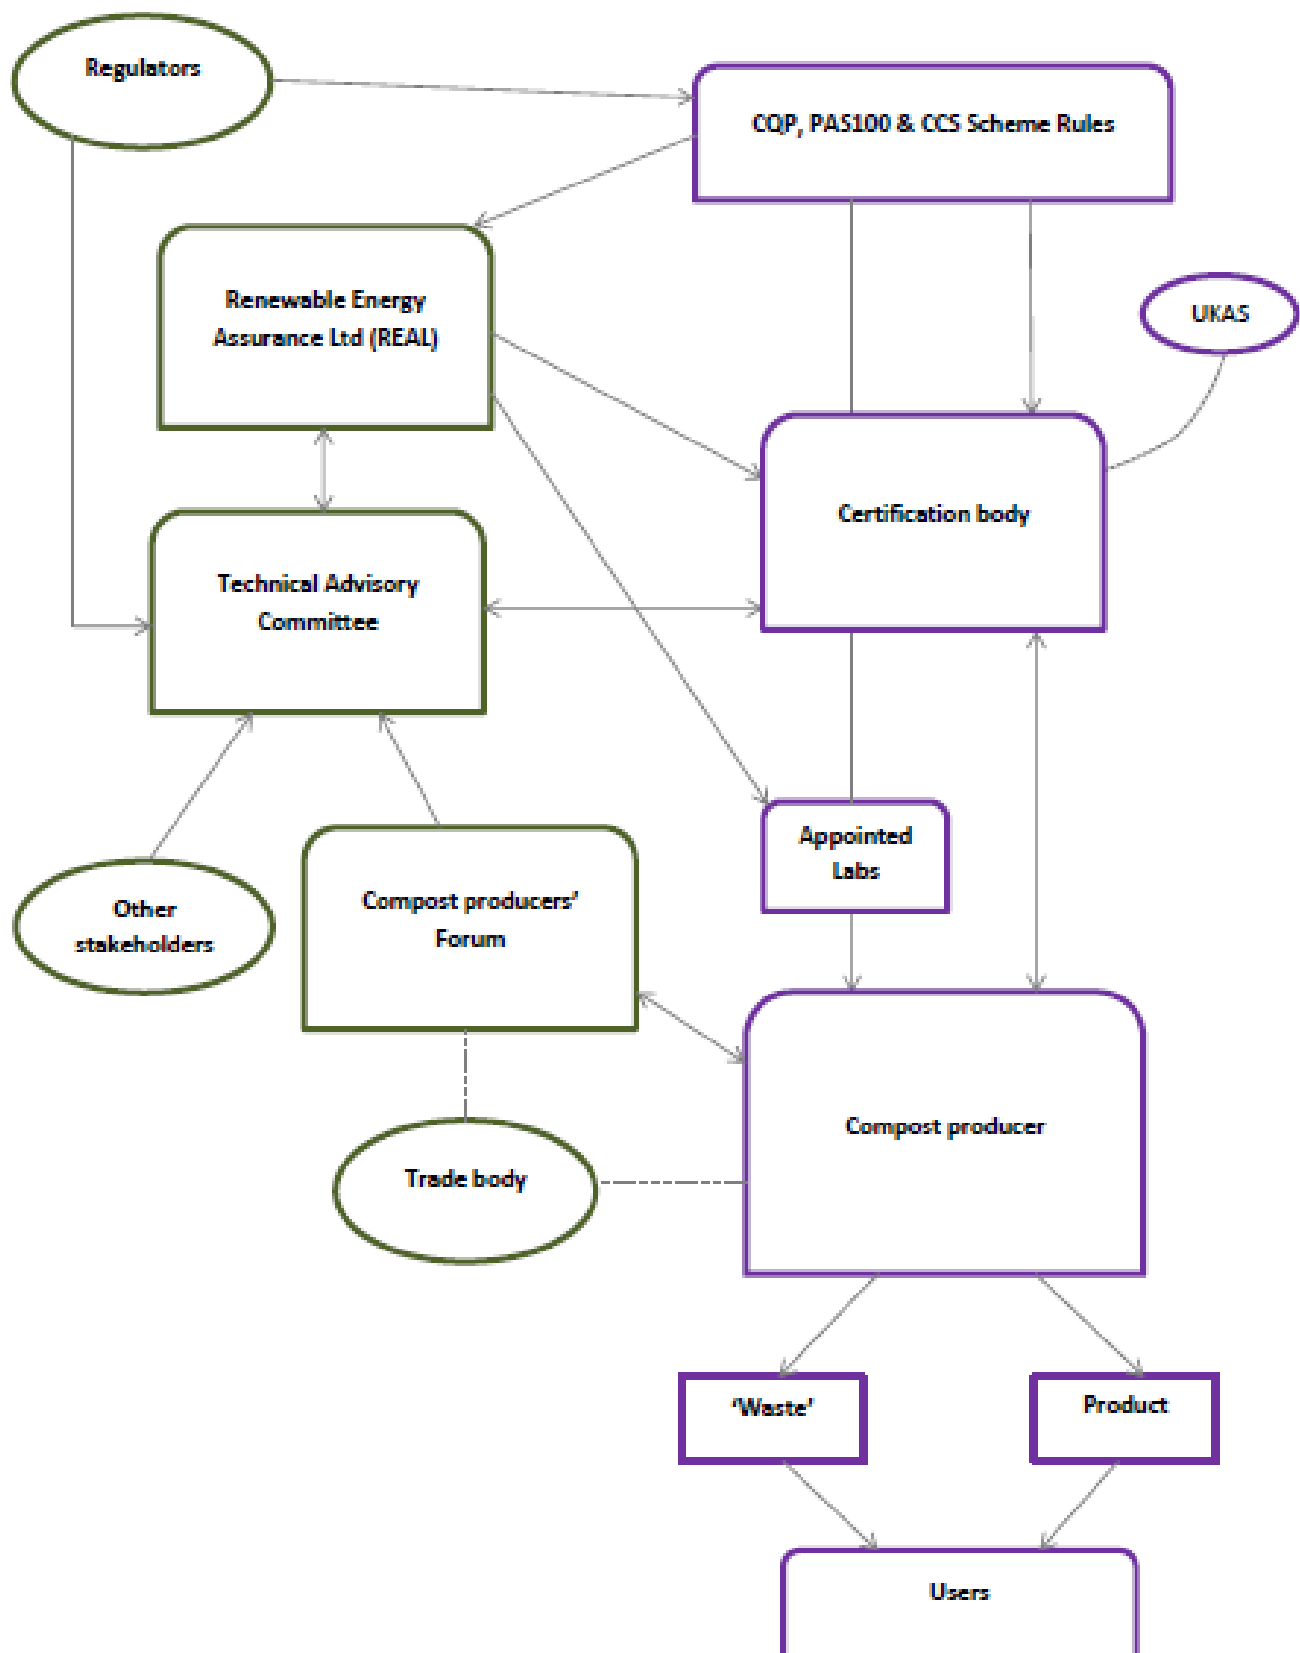 Regulators
CQP, PAS100 & CCS Scheme Rules
Renewable Energy
Assurance Ltd (REAL)
UKAS
Certification body
Technical Advisory
Committee
Appointed
Labs
Other
stakeholders
Compost producers’
Forum
Compost producer
Trade body
‘Waste’
Product
Users